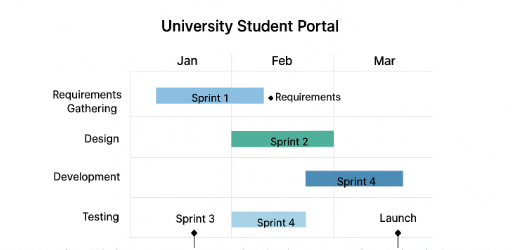 University Student Portal
Jan Feb Mar
Requirements
Gathering
Sprint 1
Requirements
Design
Sprint 2
Development
Sprint 4
Testing
Sprint 3
Sprint 4
Launch